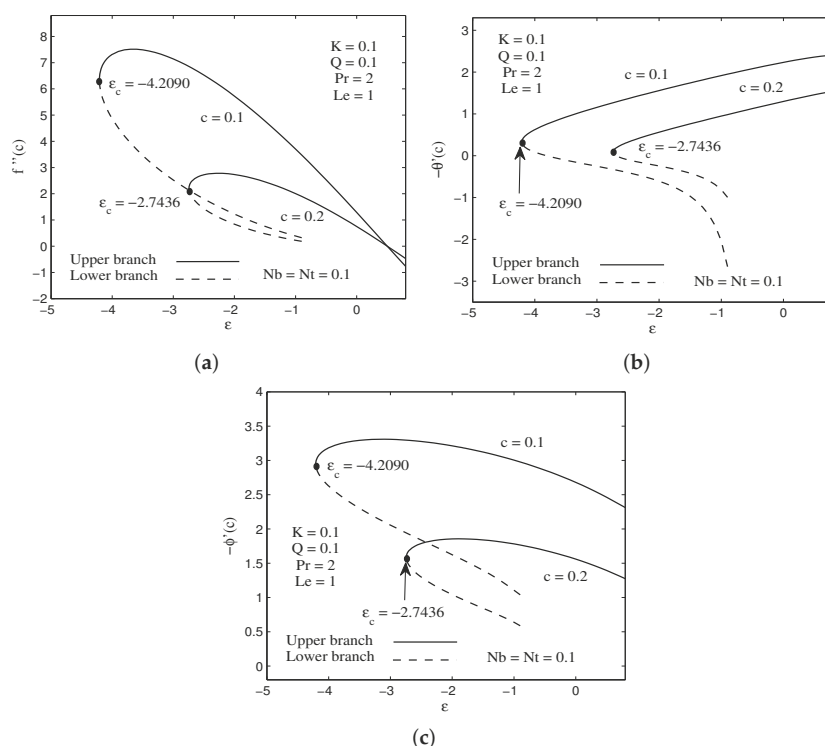 8
7
6
5
4
3
2
1
0
−1
−2
f ''(c)
K = 0.1
Q = 0.1
Pr = 2
Le = 1
ε_c = −4.2090
c = 0.1
ε_c = −2.7436
c = 0.2
Upper branch
Lower branch
Nb = Nt = 0.1
−5 −4 −3 −2 −1 0
ε
(a)
3
2
1
0
−1
−2
−3
−θ'(c)
K = 0.1
Q = 0.1
Pr = 2
Le = 1
c = 0.1
c = 0.2
ε_c = −2.7436
ε_c = −4.2090
Upper branch
Lower branch
Nb = Nt = 0.1
−5 −4 −3 −2 −1 0
ε
(b)
4
3.5
3
2.5
2
1.5
1
0.5
0
−ϕ'(c)
c = 0.1
ε_c = −4.2090
K = 0.1
Q = 0.1
Pr = 2
Le = 1
c = 0.2
ε_c = −2.7436
Upper branch
Lower branch
Nb = Nt = 0.1
−5 −4 −3 −2 −1 0
ε
(c)